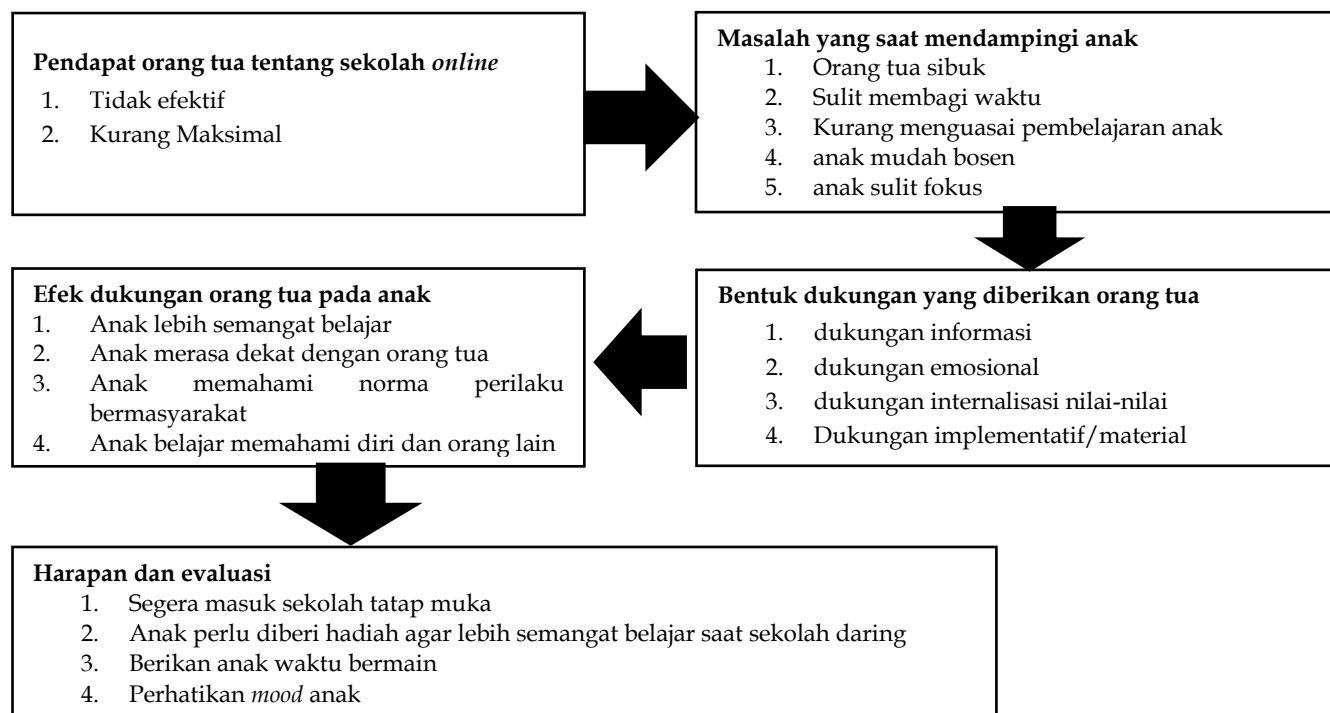 Pendapat orang tua tentang sekolah online
1. Tidak efektif
2. Kurang Maksimal
Masalah yang saat mendampingi anak
1. Orang tua sibuk
2. Sulit membagi waktu
3. Kurang menguasai pembelajaran anak
4. anak mudah bosen
5. anak sulit fokus
Bentuk dukungan yang diberikan orang tua
1. dukungan informasi
2. dukungan emosional
3. dukungan internalisasi nilai-nilai
4. Dukungan implementatif/material
Efek dukungan orang tua pada anak
1. Anak lebih semangat belajar
2. Anak merasa dekat dengan orang tua
3. Anak memahami norma perilaku
bermasyarakat
4. Anak belajar memahami diri dan orang lain
Harapan dan evaluasi
1. Segera masuk sekolah tatap muka
2. Anak perlu diberi hadiah agar lebih semangat belajar saat sekolah daring
3. Berikan anak waktu bermain
4. Perhatikan mood anak